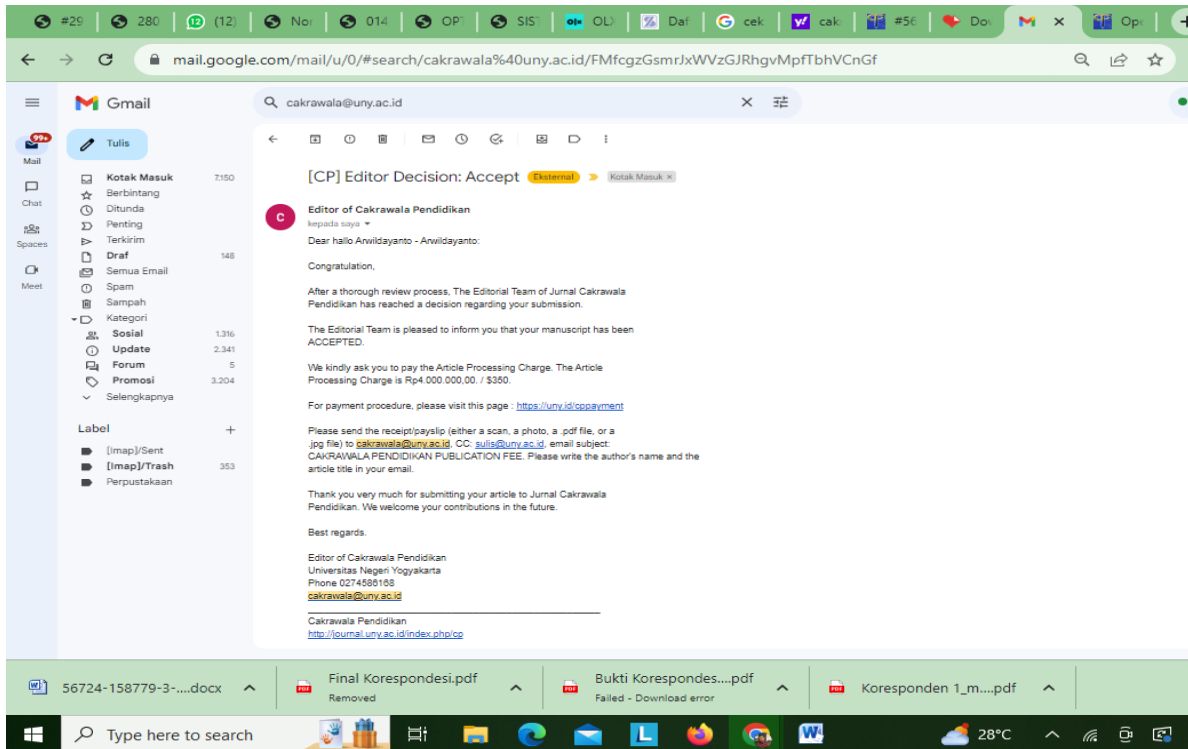 #29
280
(12)
Nor
014
OPT
SIST
OLX
Daf
cek
cak
#56
Dov
Ope
mail.google.com/mail/u/0/#search/cakrawala%40uny.ac.id/FMfcgzGsmrJxWVzGJRhgvMpfTbhVCnGf
Gmail
cakrawala@uny.ac.id
99+
Mail
Chat
Spaces
Meet
Tulis
Kotak Masuk 7.150
Berbintang
Ditunda
Penting
Terkirim
Draf 148
Semua Email
Spam
Sampah
Kategori
Sosial 1.316
Update 2.341
Forum 5
Promosi 3.204
Selengkapnya
Label +
[Imap]/Sent
[Imap]/Trash 353
Perpustakaan
[CP] Editor Decision: Accept Eksternal Kotak Masuk ×
C
Editor of Cakrawala Pendidikan
kepada saya
Dear hallo Arwildayanto - Arwildayanto:
Congratulation,
After a thorough review process, The Editorial Team of Jurnal Cakrawala
Pendidikan has reached a decision regarding your submission.
The Editorial Team is pleased to inform you that your manuscript has been
ACCEPTED.
We kindly ask you to pay the Article Processing Charge. The Article
Processing Charge is Rp4.000.000,00. / $350.
For payment procedure, please visit this page : https://uny.id/cppayment
Please send the receipt/payslip (either a scan, a photo, a .pdf file, or a
.jpg file) to cakrawala@uny.ac.id, CC: sulis@uny.ac.id, email subject:
CAKRAWALA PENDIDIKAN PUBLICATION FEE. Please write the author's name and the
article title in your email.
Thank you very much for submitting your article to Jurnal Cakrawala
Pendidikan. We welcome your contributions in the future.
Best regards.
Editor of Cakrawala Pendidikan
Universitas Negeri Yogyakarta
Phone 0274586168
cakrawala@uny.ac.id
Cakrawala Pendidikan
http://journal.uny.ac.id/index.php/cp
56724-158779-3-....docx
Final Korespondesi.pdf
Removed
Bukti Korespondes....pdf
Failed - Download error
Koresponden 1_m....pdf
Type here to search
28°C